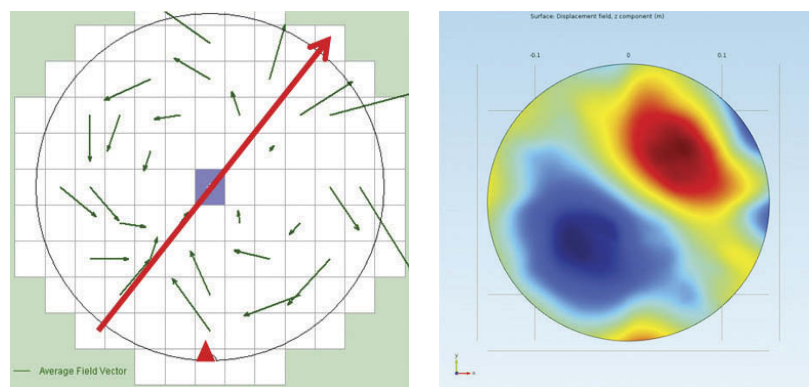 Surface: Displacement field, z component (m)
-0.1
0
0.1
Average Field Vector
y
x